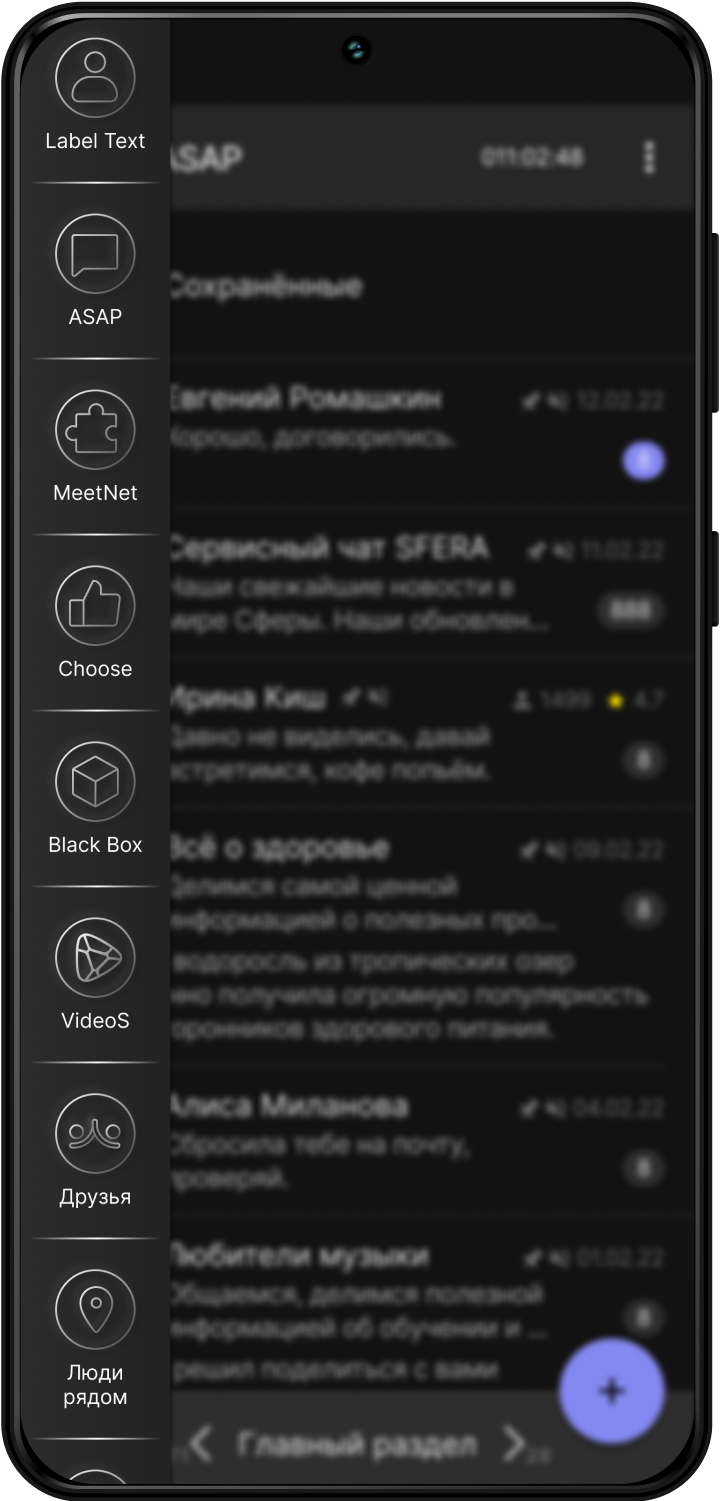 Label Text
ASAP
MeetNet
Choose
Black Box
VideoS
Друзья
Люди
рядом
ASAP
011:02:48
Сохранённые
Евгений Ромашкин
12.02.22
Хорошо, договорились.
Сервисный чат SFERA
11.02.22
Наши свежайшие новости в
мире Сферы. Наши обновлен...
888
Ирина Киш
1499
4.7
Давно не виделись, давай
встретимся, кофе попьём.
8
Всё о здоровье
09.02.22
Делимся самой ценной
информацией о полезных про...
8
водоросль из тропических озер
получила огромную популярность
здорового питания.
Алиса Миланова
04.02.22
Сбросила тебе на почту,
проверяй.
8
Любители музыки
01.02.22
Общаемся, делимся полезной
информацией об обучении и ...
8
решил поделиться с вами
Главный раздел